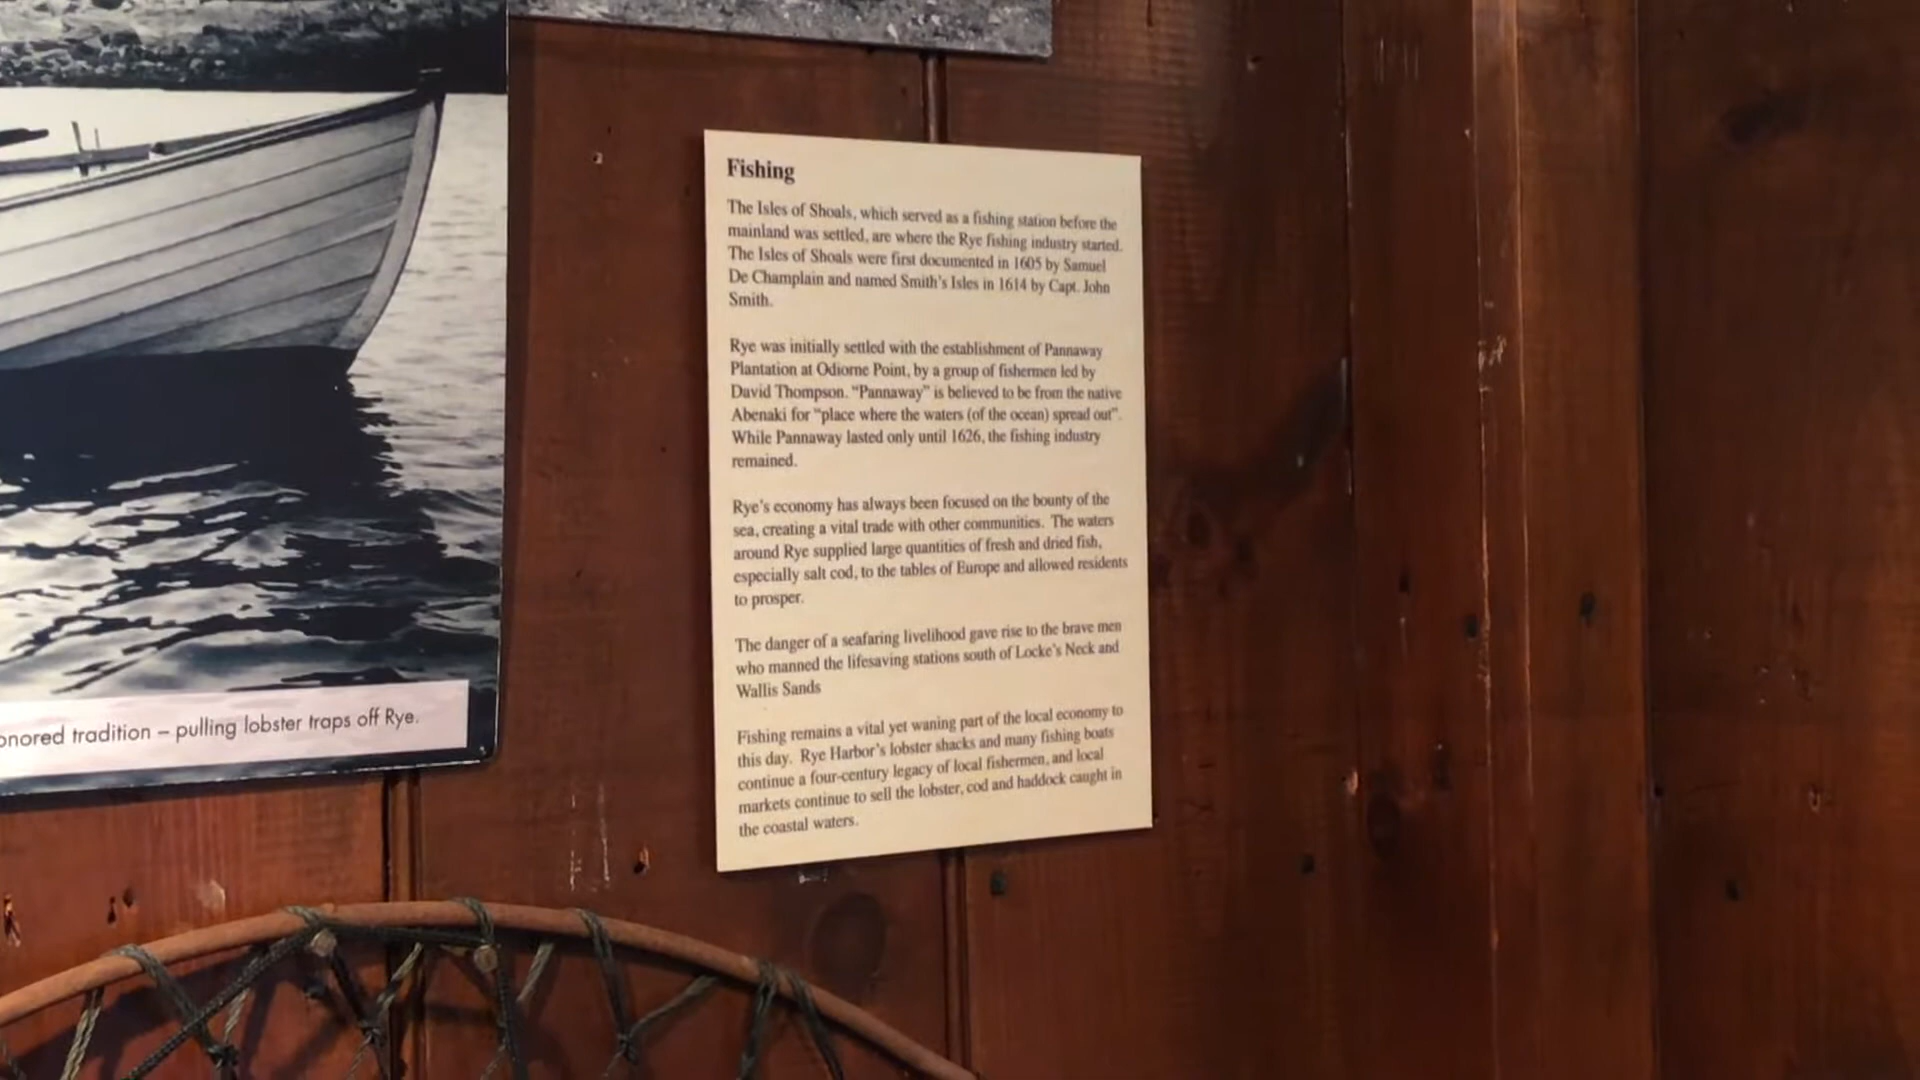 Fishing
The Isles of Shoals, which served as a fishing station before the
mainland was settled, are where the Rye fishing industry started.
The Isles of Shoals were first documented in 1605 by Samuel
De Champlain and named Smith's Isles in 1614 by Capt. John
Smith.
Rye was initially settled with the establishment of Pannaway
Plantation at Odiorne Point, by a group of fishermen led by
David Thompson. "Pannaway" is believed to be from the native
Abenaki for "place where the waters (of the ocean) spread out".
While Pannaway lasted only until 1626, the fishing industry
remained.
Rye's economy has always been focused on the bounty of the
sea, creating a vital trade with other communities. The waters
around Rye supplied large quantities of fresh and dried fish,
especially salt cod, to the tables of Europe and allowed residents
to prosper.
The danger of a seafaring livelihood gave rise to the brave men
who manned the lifesaving stations south of Locke's Neck and
Wallis Sands
Fishing remains a vital yet waning part of the local economy to
this day. Rye Harbor's lobster shacks and many fishing boats
continue a four-century legacy of local fishermen, and local
markets continue to sell the lobster, cod and haddock caught in
the coastal waters.
onored tradition – pulling lobster traps off Rye.